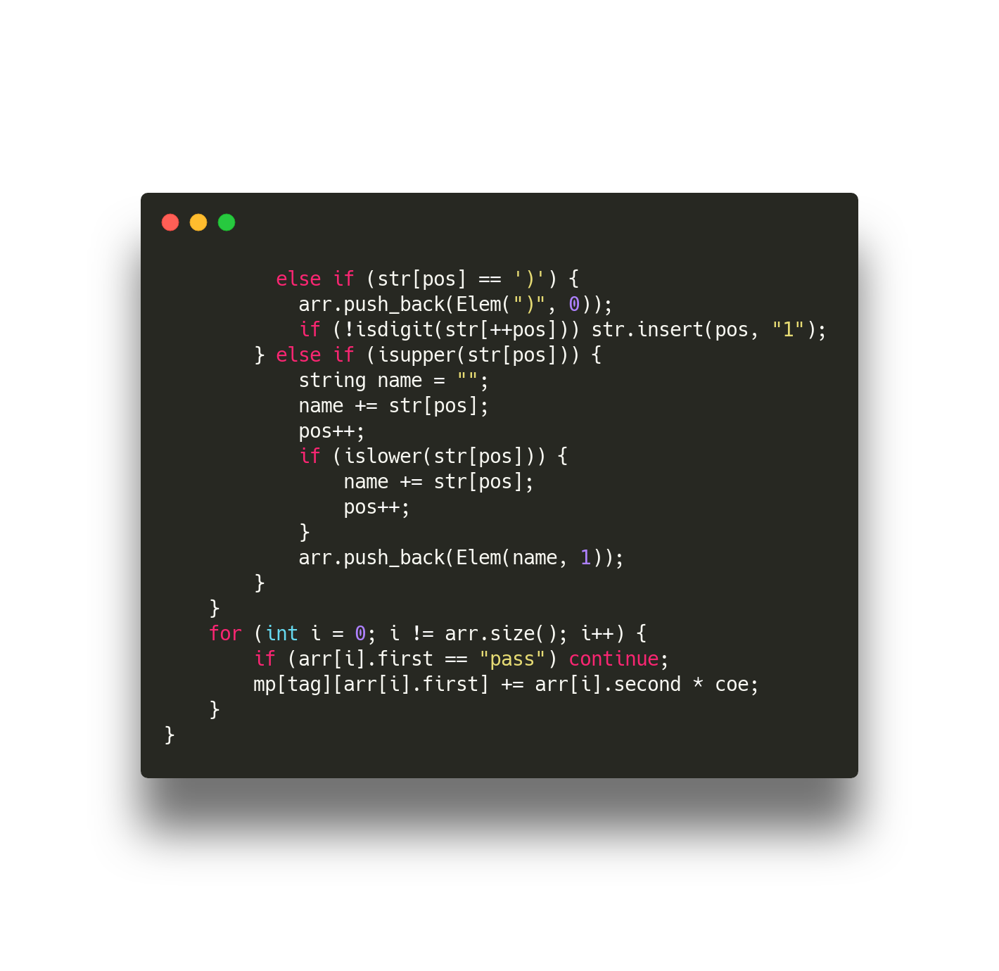 else if (str[pos] == ')') {
arr.push_back(Elem(")", 0));
if (!isdigit(str[++pos])) str.insert(pos, "1");
} else if (isupper(str[pos])) {
string name = "";
name += str[pos];
pos++;
if (islower(str[pos])) {
name += str[pos];
pos++;
}
arr.push_back(Elem(name, 1));
}
}
for (int i = 0; i != arr.size(); i++) {
if (arr[i].first == "pass") continue;
mp[tag][arr[i].first] += arr[i].second * coe;
}
}